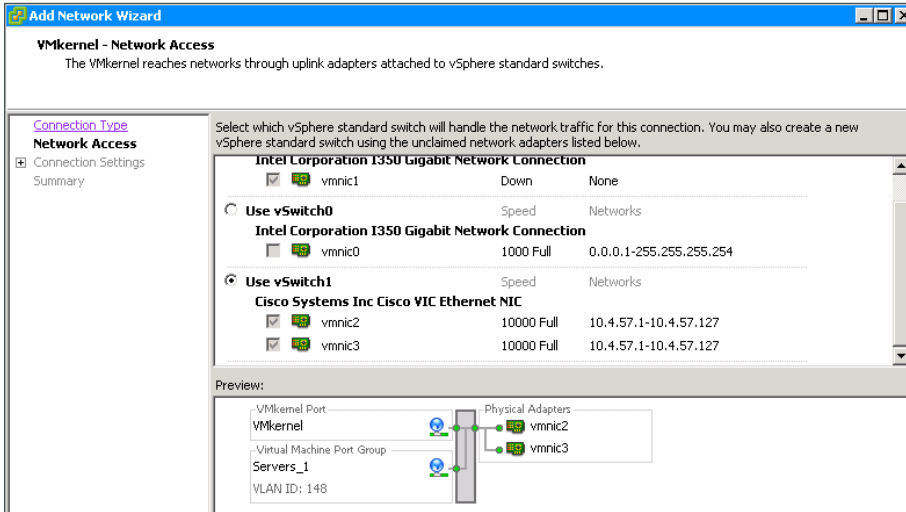 Add Network Wizard
VMkernel - Network Access
The VMkernel reaches networks through uplink adapters attached to vSphere standard switches.
Connection Type
Network Access
Connection Settings
Summary
Select which vSphere standard switch will handle the network traffic for this connection. You may also create a new
vSphere standard switch using the unclaimed network adapters listed below.
Intel Corporation I350 Gigabit Network Connection
vmnic1 Down None
Use vSwitch0 Speed Networks
Intel Corporation I350 Gigabit Network Connection
vmnic0 1000 Full 0.0.0.1-255.255.255.254
Use vSwitch1 Speed Networks
Cisco Systems Inc Cisco VIC Ethernet NIC
vmnic2 10000 Full 10.4.57.1-10.4.57.127
vmnic3 10000 Full 10.4.57.1-10.4.57.127
Preview:
VMkernel Port
VMkernel
Virtual Machine Port Group
Servers_1
VLAN ID: 148
Physical Adapters
vmnic2
vmnic3